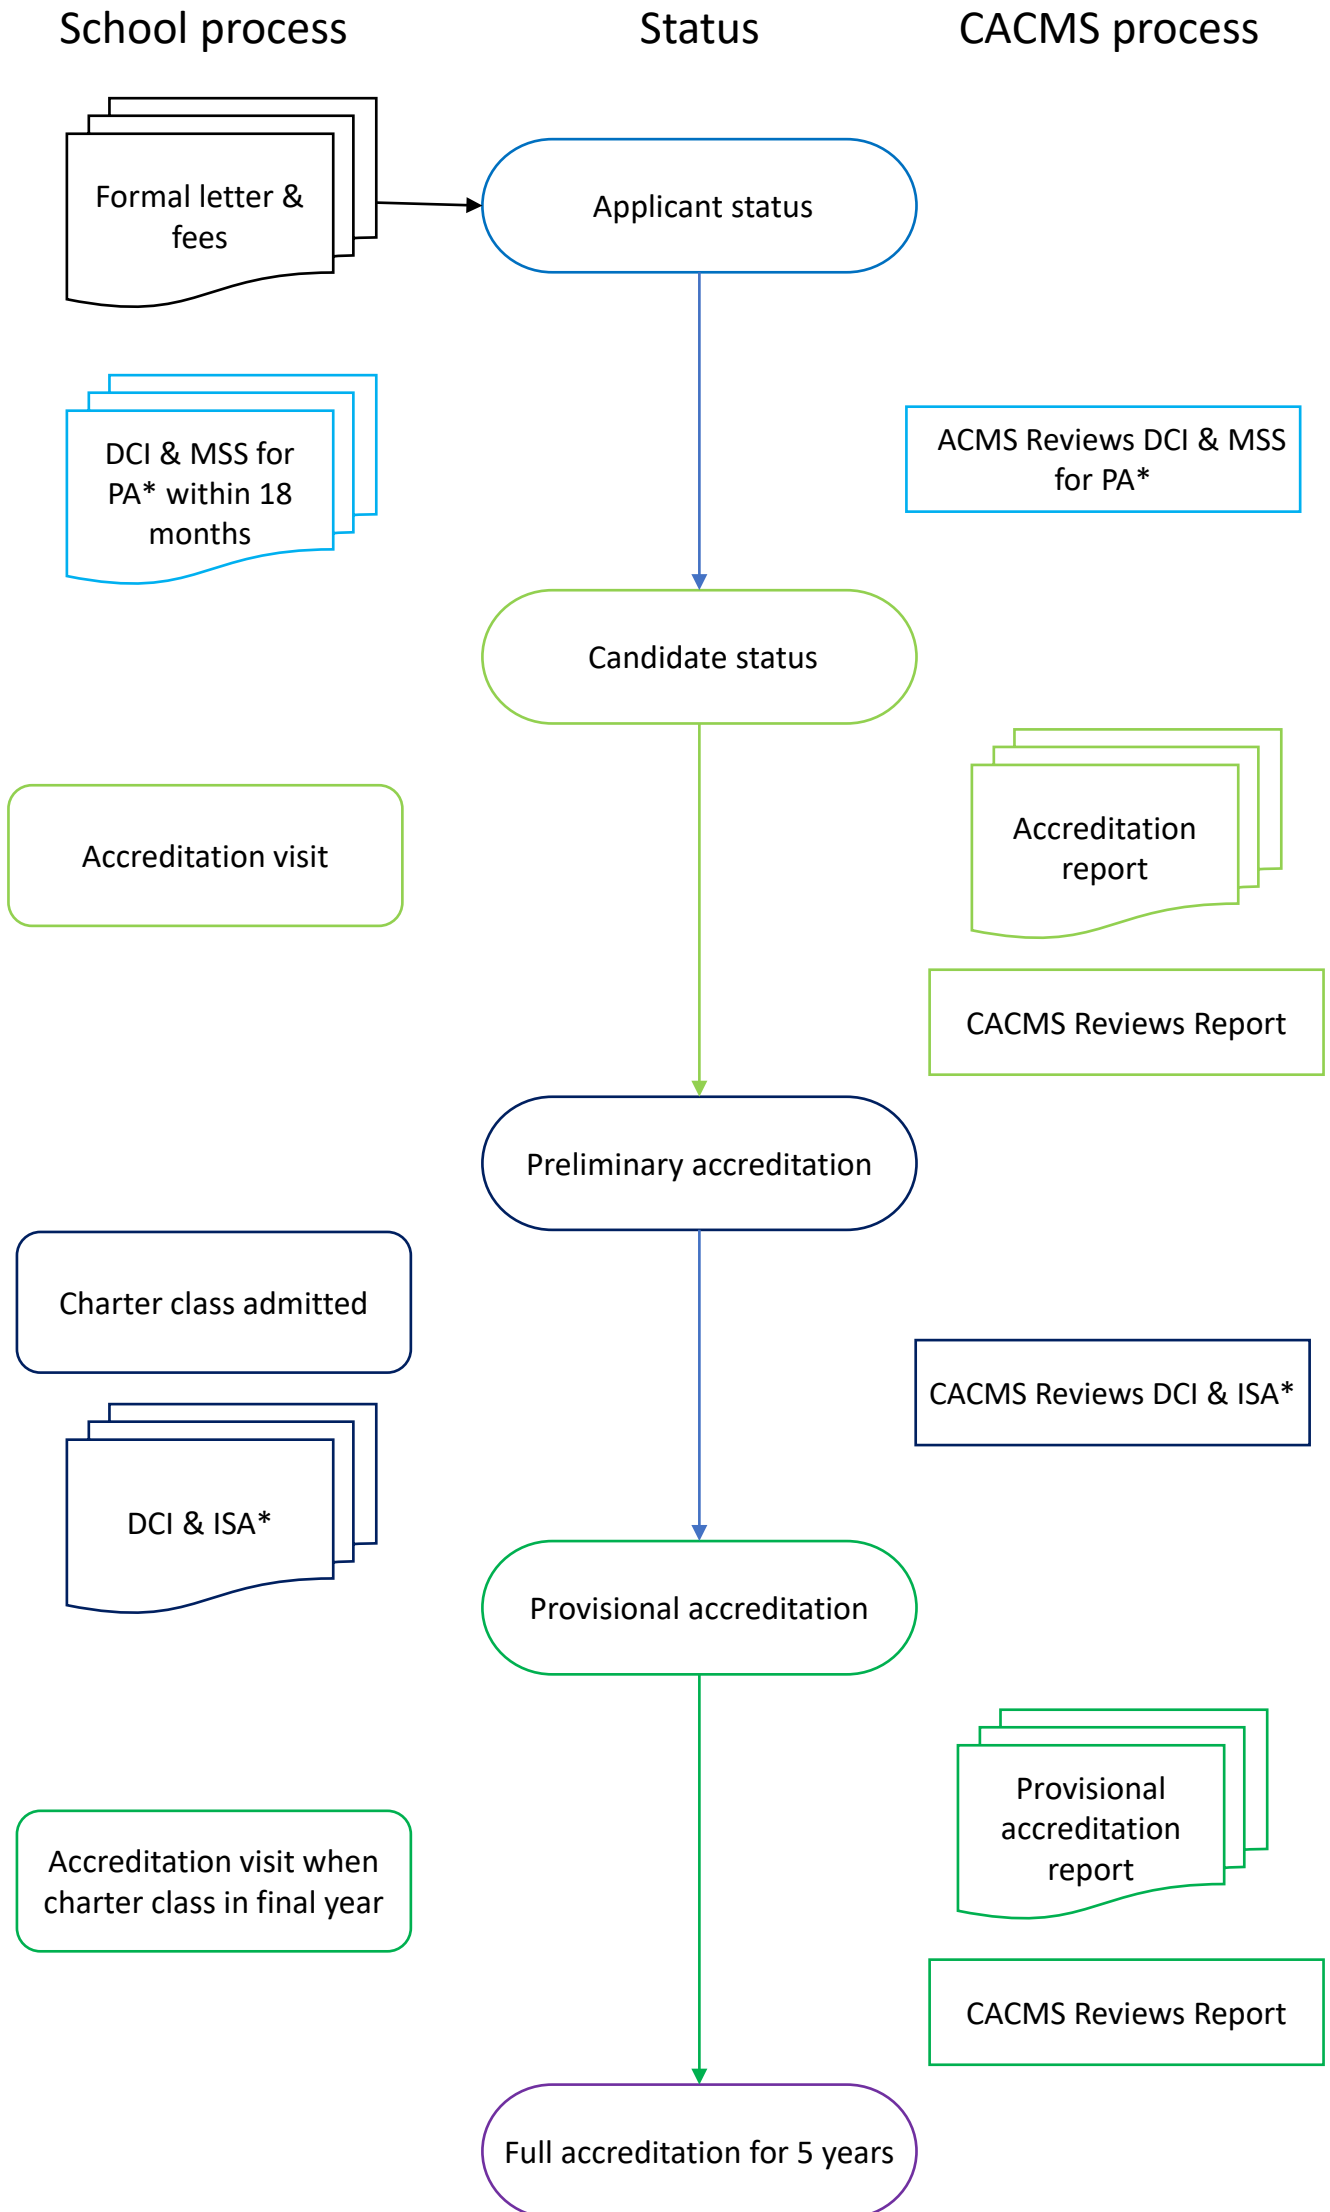 School process
Status
CACMS process
Formal letter &
fees
Applicant status
DCI & MSS for
PA* within 18
months
ACMS Reviews DCI & MSS
for PA*
Candidate status
Accreditation visit
Accreditation
report
CACMS Reviews Report
Preliminary accreditation
Charter class admitted
CACMS Reviews DCI & ISA*
DCI & ISA*
Provisional accreditation
Provisional
accreditation
report
Accreditation visit when
charter class in final year
CACMS Reviews Report
Full accreditation for 5 years